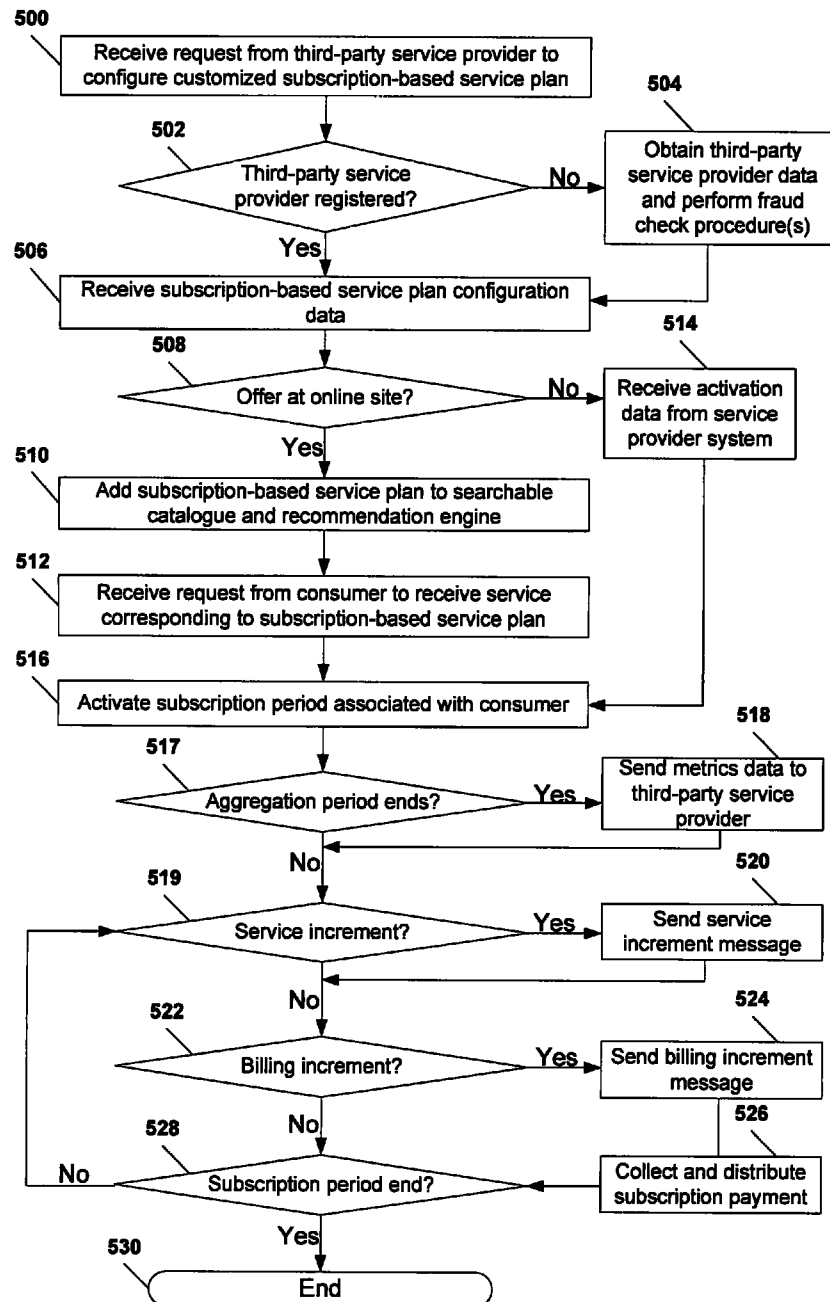 500
Receive request from third-party service provider to
configure customized subscription-based service plan
502
504
Third-party service
provider registered?
No
Obtain third-party
service provider data
and perform fraud
check procedure(s)
Yes
506
Receive subscription-based service plan configuration
data
508
514
Offer at online site?
No
Receive activation
data from service
provider system
Yes
510
Add subscription-based service plan to searchable
catalogue and recommendation engine
512
Receive request from consumer to receive service
corresponding to subscription-based service plan
516
Activate subscription period associated with consumer
517
518
Aggregation period ends?
Yes
Send metrics data to
third-party service
provider
No
519
520
Service increment?
Yes
Send service
increment message
No
522
524
Billing increment?
Yes
Send billing increment
message
No
526
528
Collect and distribute
subscription payment
No
Subscription period end?
Yes
530
End